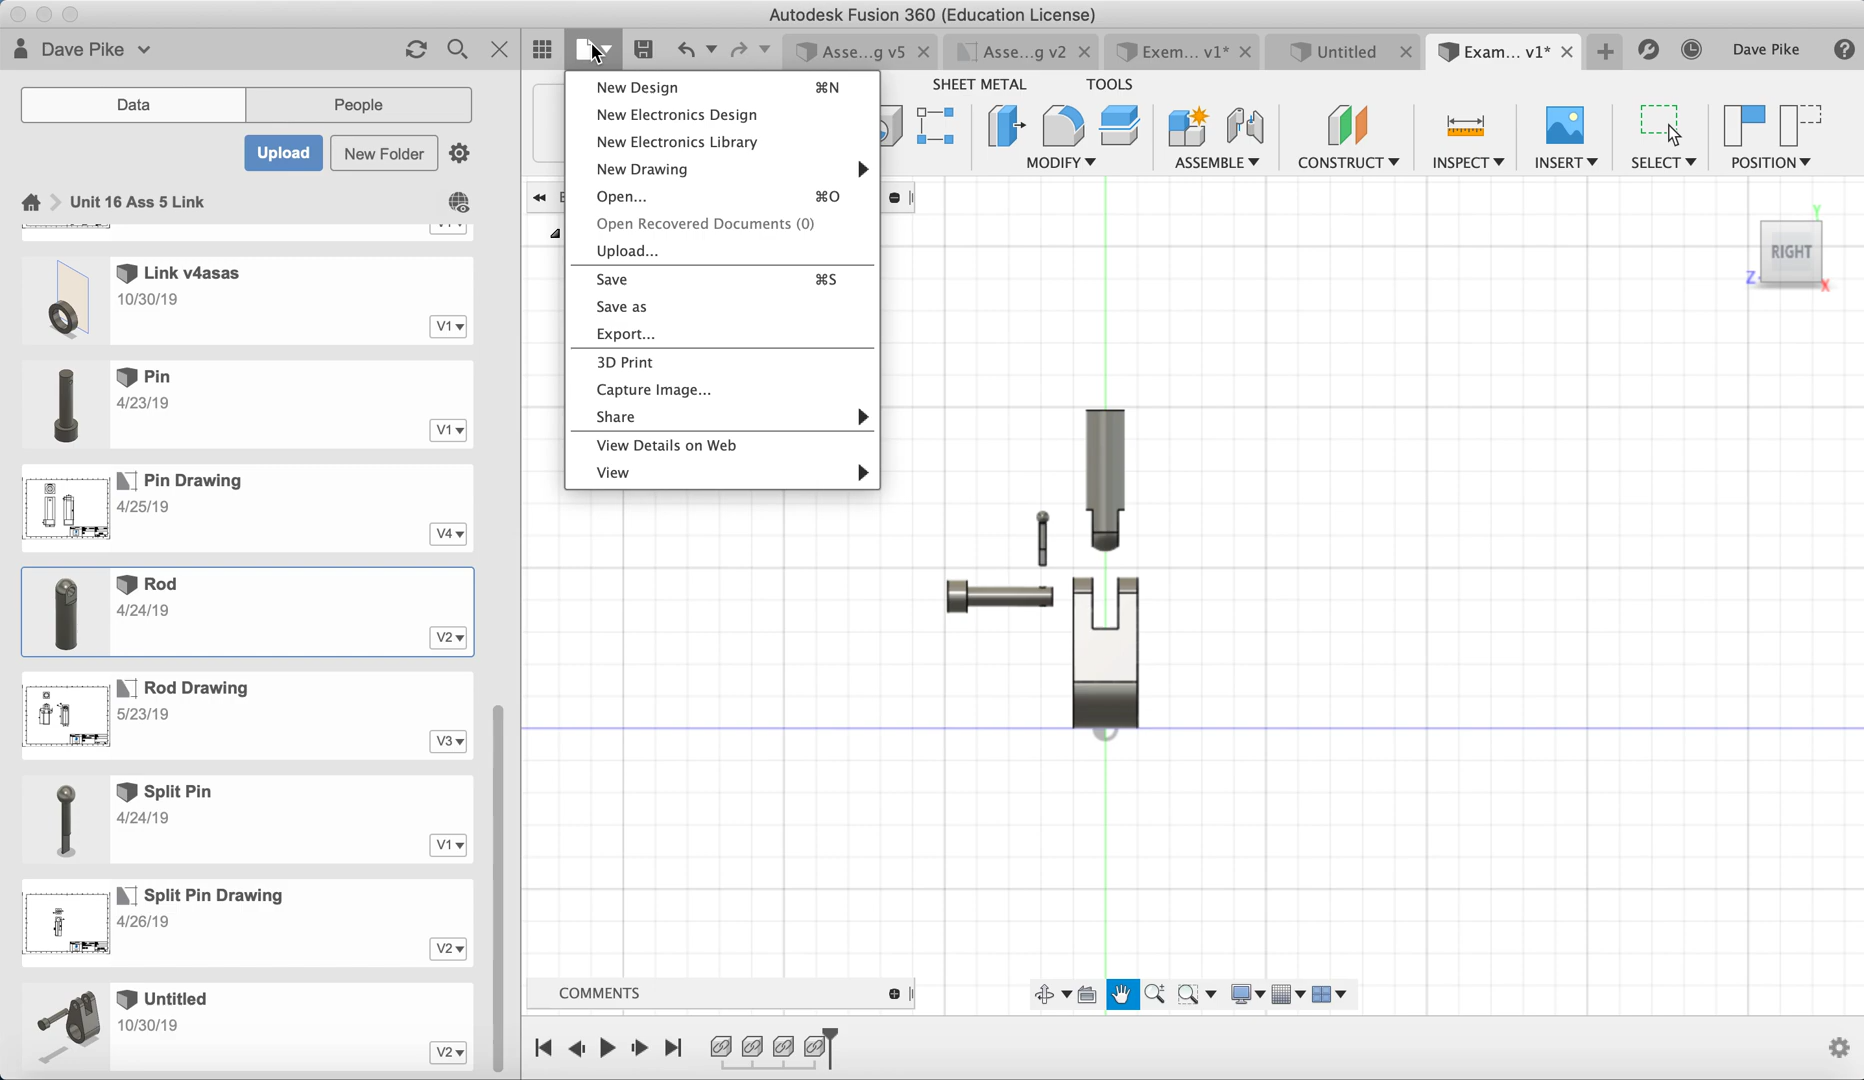 Autodesk Fusion 360 (Education License)
Dave Pike
Asse...g v5
Asse...g v2
Exem... v1*
Untitled
Exam... v1*
Dave Pike
Data
People
Upload
New Folder
Unit 16 Ass 5 Link
Link v4asas
10/30/19
V1
Pin
4/23/19
V1
Pin Drawing
4/25/19
V4
Rod
4/24/19
V2
Rod Drawing
5/23/19
V3
Split Pin
4/24/19
V1
Split Pin Drawing
4/26/19
V2
Untitled
10/30/19
V2
New Design ⌘N
New Electronics Design
New Electronics Library
New Drawing
Open... ⌘O
Open Recovered Documents (0)
Upload...
Save ⌘S
Save as
Export...
3D Print
Capture Image...
Share
View Details on Web
View
SHEET METAL
TOOLS
MODIFY
ASSEMBLE
CONSTRUCT
INSPECT
INSERT
SELECT
POSITION
Y
RIGHT
Z
X
COMMENTS